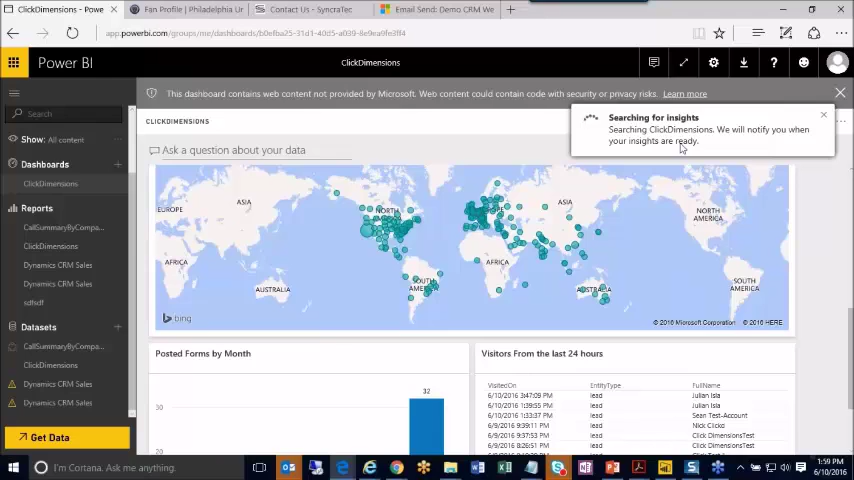 ClickDimensions - Powe
Fan Profile | Philadelphia Ur
Contact Us - SyncraTec
Email Send: Demo CRM We
app.powerbi.com/groups/me/dashboards/b0efba25-31d1-40d5-a039-8e9ea9fe3ff4
Power BI
ClickDimensions
This dashboard contains web content not provided by Microsoft. Web content could contain code with security or privacy risks. Learn more
Search
Show: All content
Dashboards
ClickDimensions
Reports
CallSummaryByCompa...
ClickDimensions
Dynamics CRM Sales
Dynamics CRM Sales
sdfsdf
Datasets
CallSummaryByCompa...
ClickDimensions
Dynamics CRM Sales
Dynamics CRM Sales
Get Data
CLICKDIMENSIONS
Searching for insights
Searching ClickDimensions. We will notify you when
your insights are ready.
Ask a question about your data
EUROPE
ASIA
NORTH
ASIA
NORTH
AMERICA
AFRICA
AFRICA
SOUTH
AMERICA
SOUTH
AMERICA
AUSTRALIA
AUSTRALIA
bing
© 2016 Microsoft Corporation © 2016 HERE
Posted Forms by Month
32
30
20
Visitors From the last 24 hours
VisitedOn EntityType FullName
6/10/2016 3:47:09 PM lead Julian Isla
6/10/2016 1:39:55 PM lead Julian Isla
6/10/2016 1:33:37 PM lead Sean Test-Account
6/9/2016 9:39:11 PM lead Nick Clickd
6/9/2016 9:37:53 PM lead Click DimensionsTest
6/9/2016 8:26:51 PM lead Click DimensionsTest
I'm Cortana. Ask me anything.
1:59 PM
6/10/2016